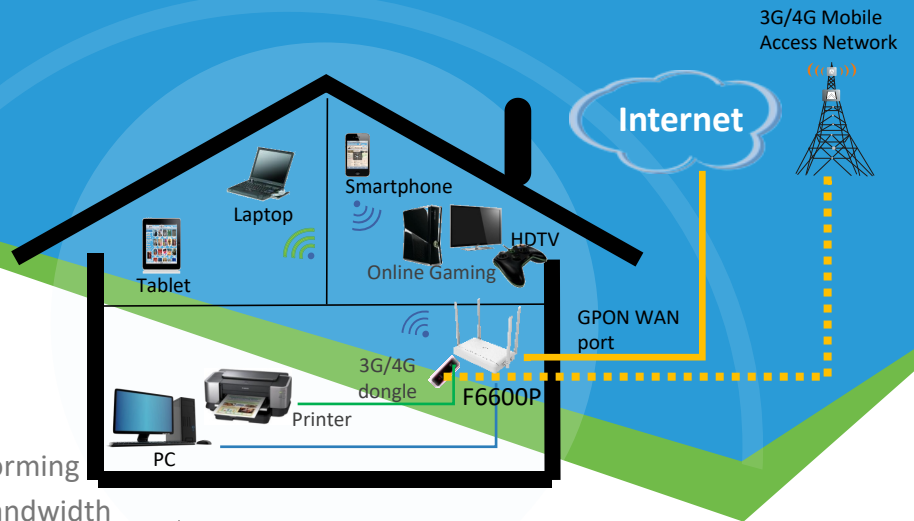 3G/4G Mobile
Access Network
Internet
Smartphone
Laptop
HDTV
Online Gaming
Tablet
GPON WAN
port
3G/4G
dongle
F6600P
Printer
PC
orming
andwidth